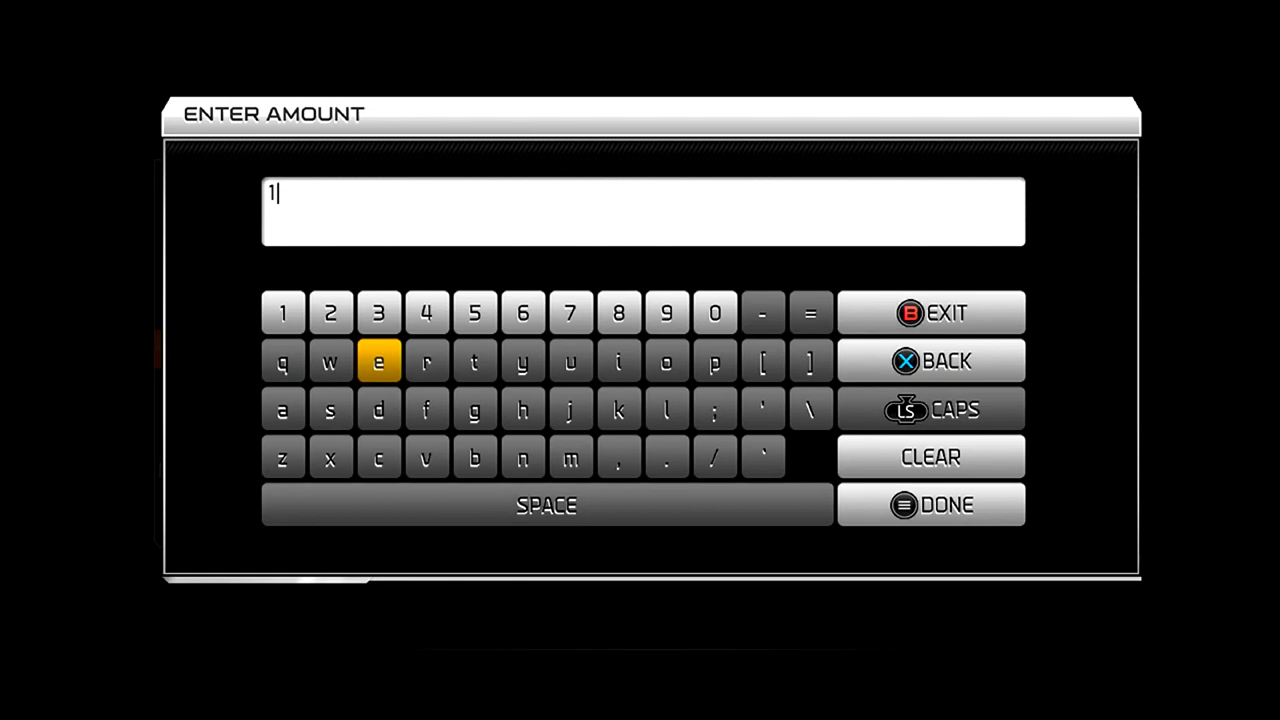 ENTER AMOUNT
1
1 2 3 4 5 6 7 8 9 0 - = B EXIT
q w e r t y u i o p [ ] X BACK
a s d f g h j k l ; ' \ LS CAPS
z x c v b n m , . / ` CLEAR
SPACE DONE